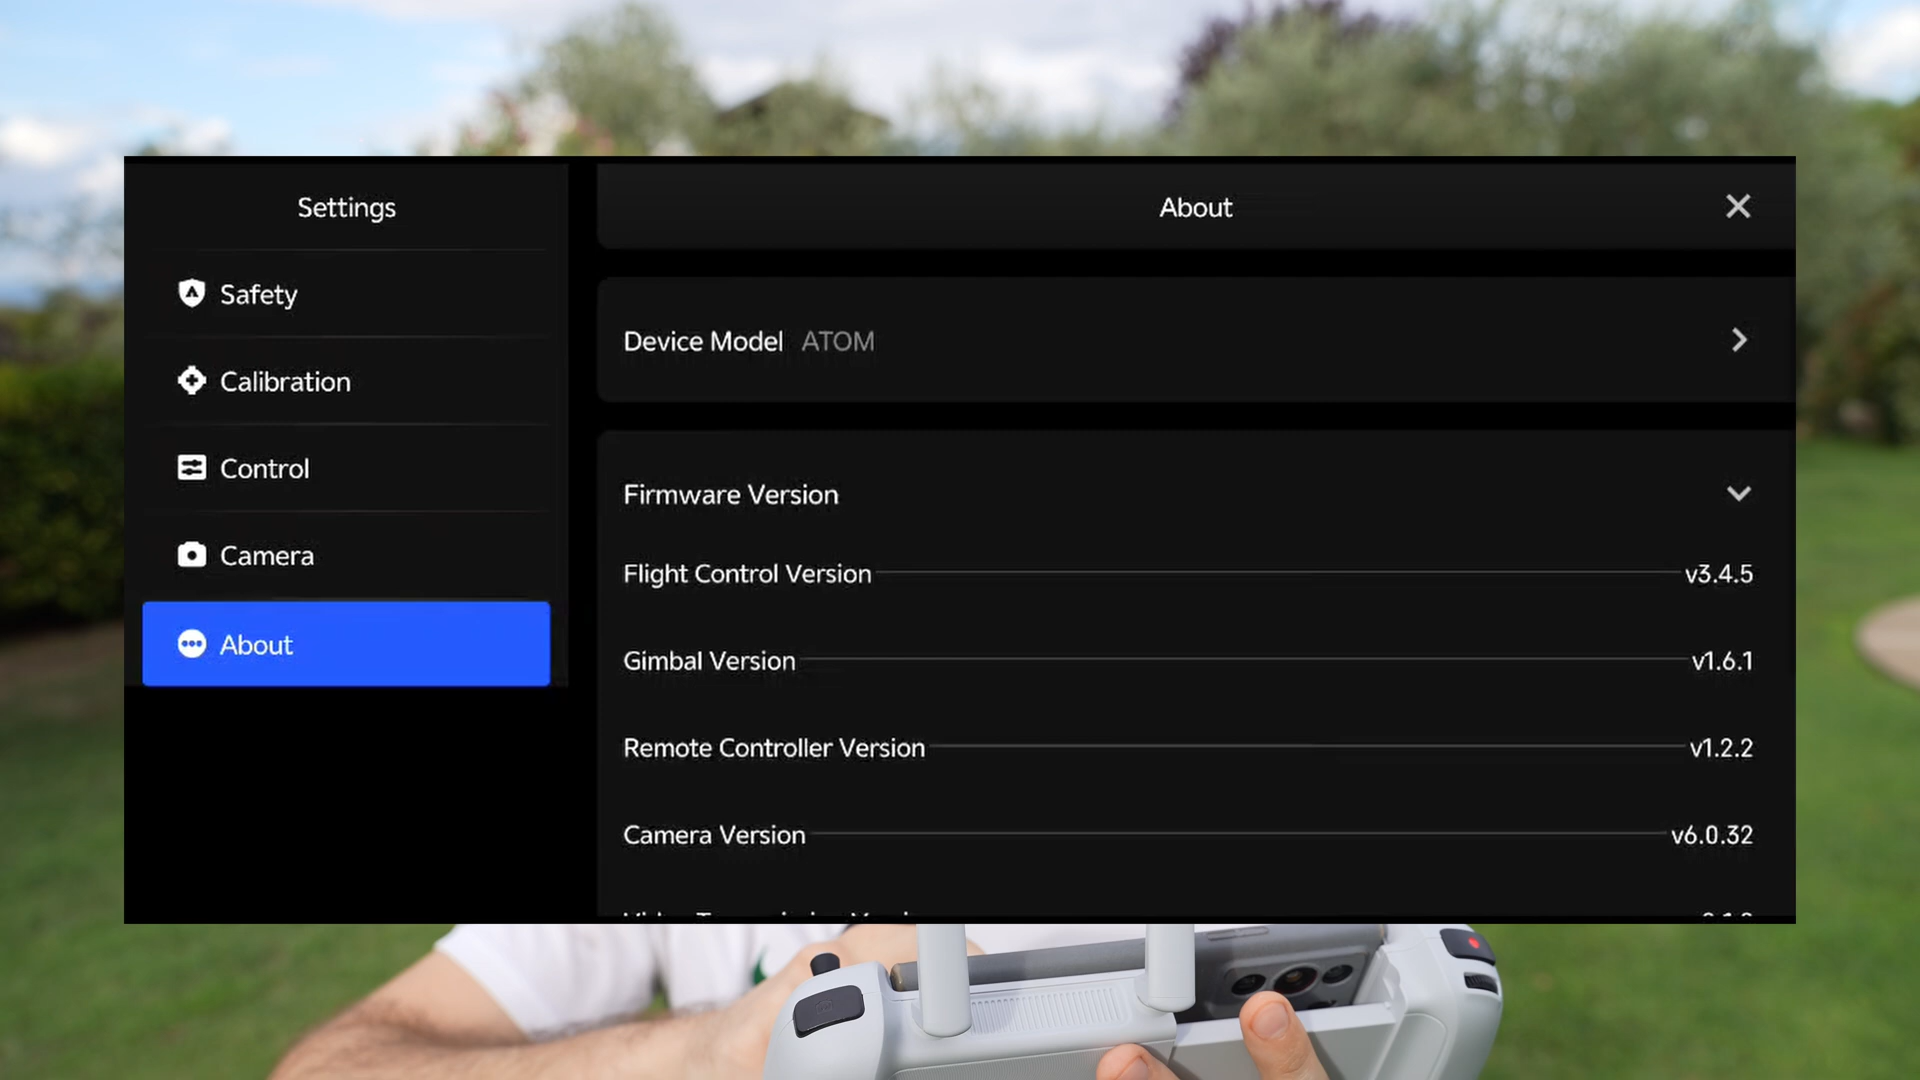 Settings
Safety
Calibration
Control
Camera
About
About
Device Model ATOM
Firmware Version
Flight Control Version v3.4.5
Gimbal Version v1.6.1
Remote Controller Version v1.2.2
Camera Version v6.0.32